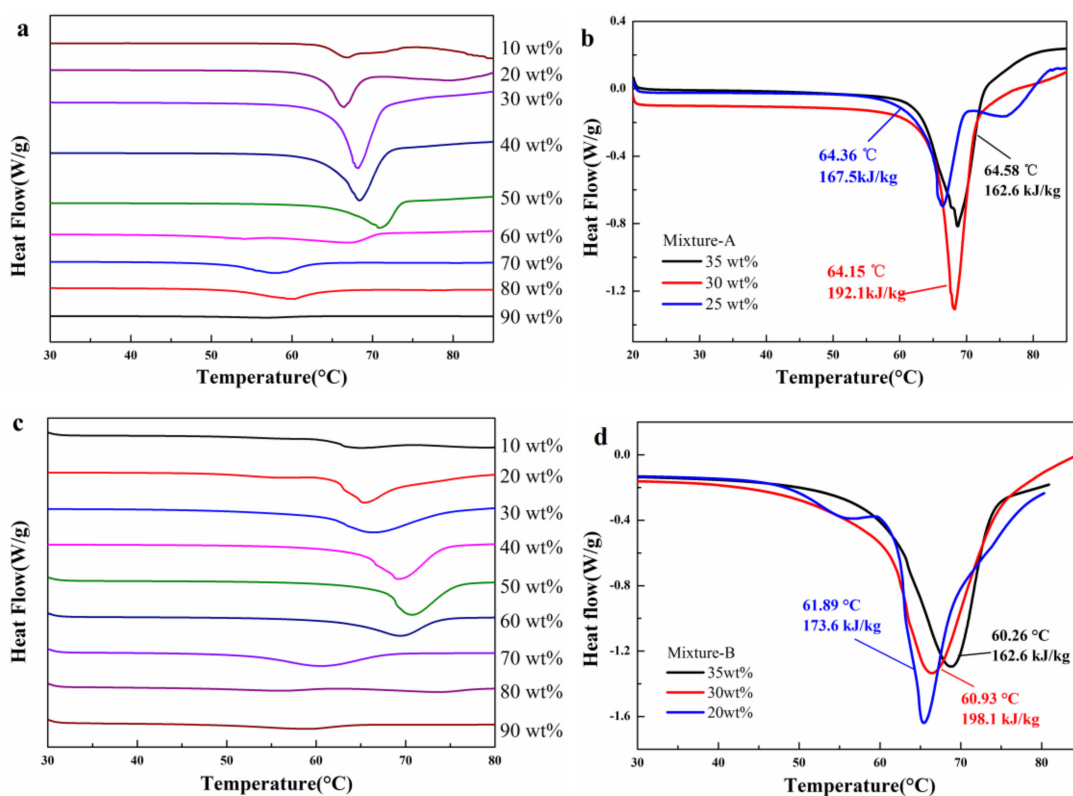 a
10 wt%
20 wt%
30 wt%
40 wt%
50 wt%
60 wt%
70 wt%
80 wt%
90 wt%
Heat Flow(W/g)
30 40 50 60 70 80
Temperature(°C)
b
0.4
0.0
-0.4
-0.8
-1.2
Heat Flow(W/g)
64.36 ℃
167.5kJ/kg
64.58 ℃
162.6 kJ/kg
64.15 ℃
192.1kJ/kg
Mixture-A
35 wt%
30 wt%
25 wt%
20 30 40 50 60 70 80
Temperature(°C)
c
10 wt%
20 wt%
30 wt%
40 wt%
50 wt%
60 wt%
70 wt%
80 wt%
90 wt%
Heat Flow(W/g)
30 40 50 60 70 80
Temperature(°C)
d
0.0
-0.4
-0.8
-1.2
-1.6
Heat flow(W/g)
61.89 °C
173.6 kJ/kg
60.26 °C
162.6 kJ/kg
60.93 °C
198.1 kJ/kg
Mixture-B
35wt%
30wt%
20wt%
30 40 50 60 70 80
Temperature(°C)